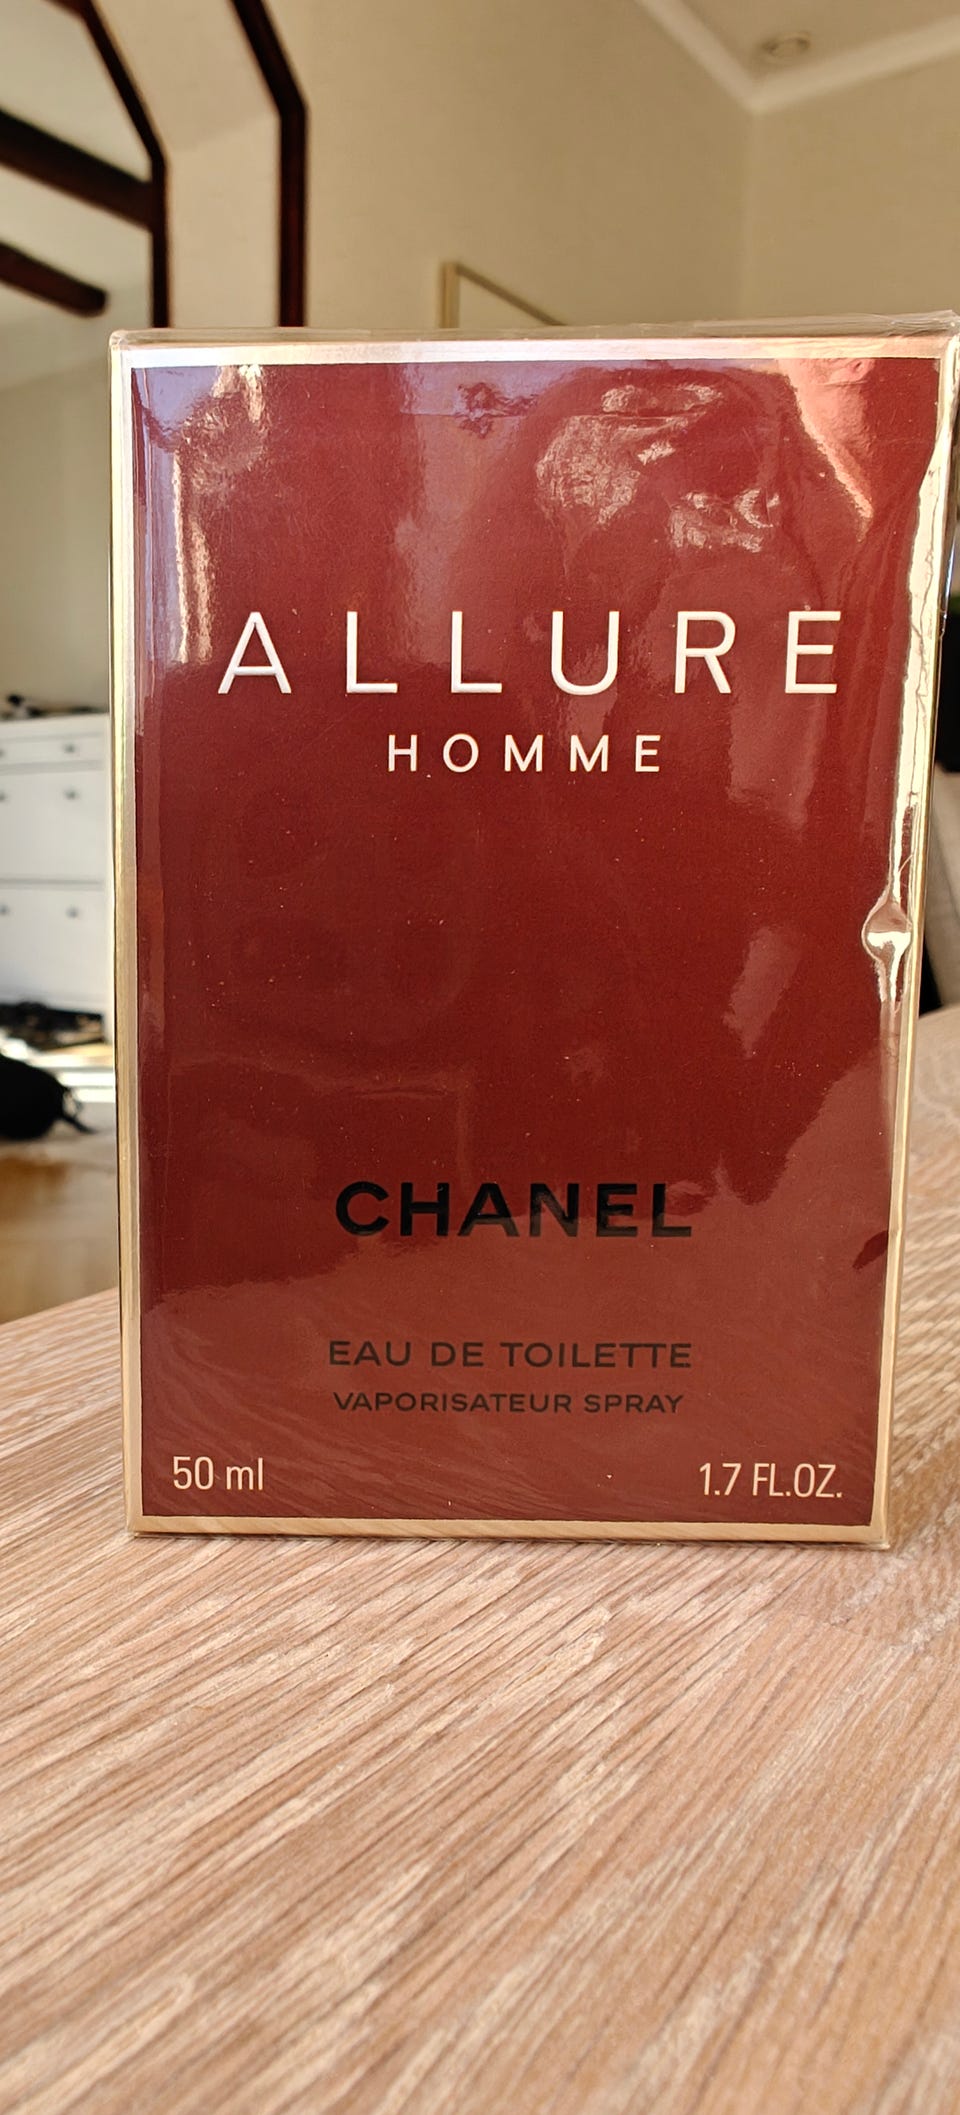 ALLURE
HOMME
CHANEL
EAU DE TOILETTE
VAPORISATEUR SPRAY
50 ml
1.7 FL.OZ.